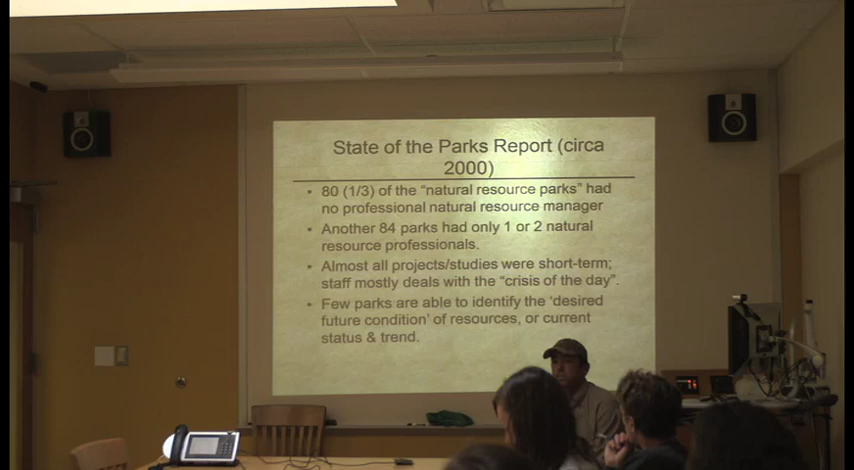 State of the Parks Report (circa
2000)
• 80 (1/3) of the “natural resource parks” had
no professional natural resource manager
• Another 84 parks had only 1 or 2 natural
resource professionals.
• Almost all projects/studies were short-term;
staff mostly deals with the “crisis of the day”.
• Few parks are able to identify the ‘desired
future condition’ of resources, or current
status & trend.